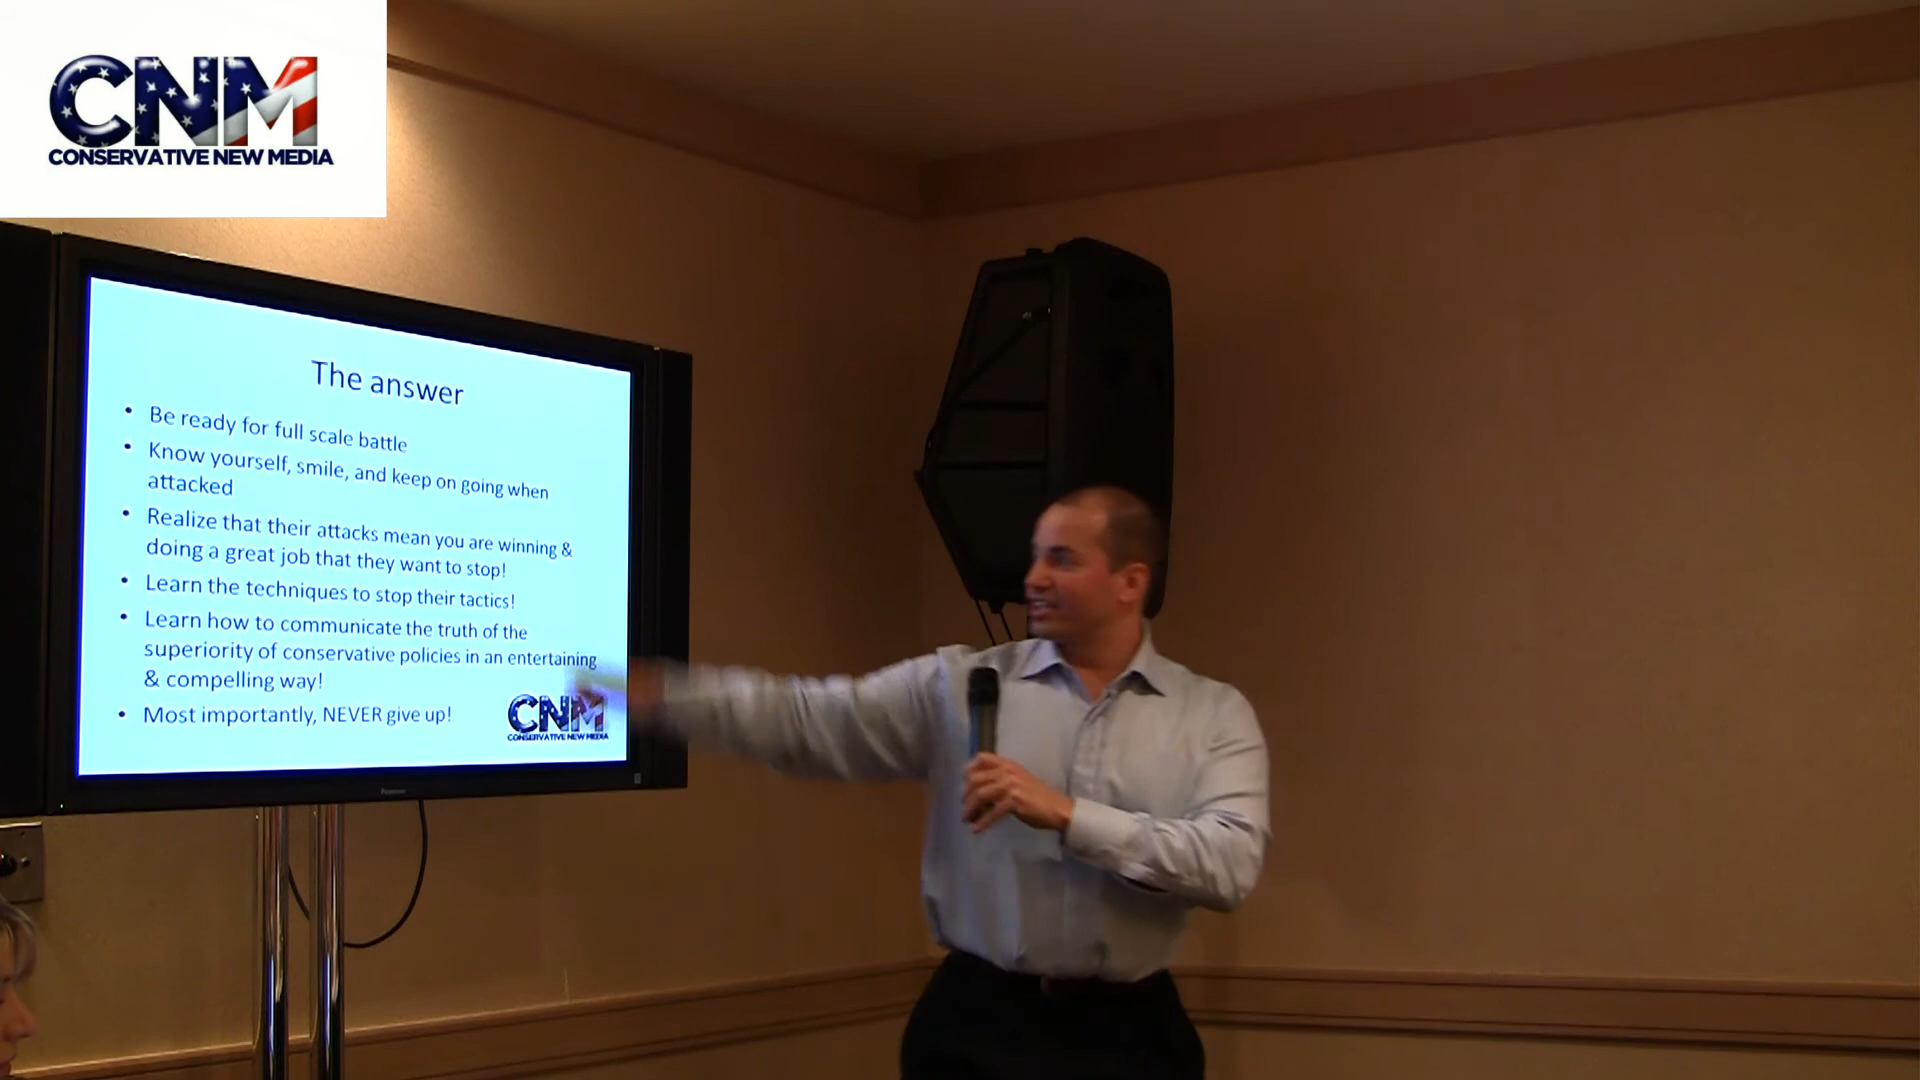 CNM
CONSERVATIVE NEW MEDIA
The answer
• Be ready for full scale battle
• Know yourself, smile, and keep on going when
attacked
• Realize that their attacks mean you are winning &
doing a great job that they want to stop!
• Learn the techniques to stop their tactics!
• Learn how to communicate the truth of the
superiority of conservative policies in an entertaining
& compelling way!
• Most importantly, NEVER give up!
CNM
CONSERVATIVE NEW MEDIA